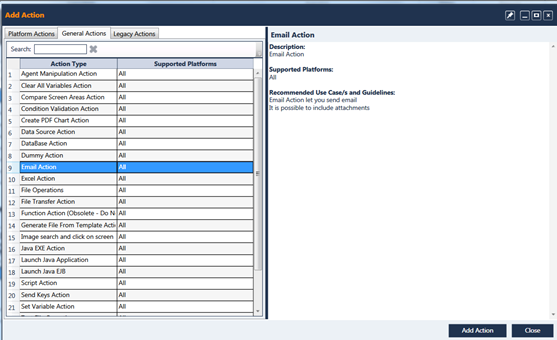 Add Action
Platform Actions General Actions Legacy Actions
Search:
Action Type Supported Platforms
1 Agent Manipulation Action All
2 Clear All Variables Action All
3 Compare Screen Areas Action All
4 Condition Validation Action All
5 Create PDF Chart Action All
6 Data Source Action All
7 DataBase Action All
8 Dummy Action All
9 Email Action All
10 Excel Action All
11 File Operations All
12 File Transfer Action All
13 Function Action (Obsolete - Do N All
14 Generate File From Template Acti All
15 Image search and click on screen All
16 Java EXE Action All
17 Launch Java Application All
18 Launch Java EJB All
19 Script Action All
20 Send Keys Action All
21 Set Variable Action All
Email Action
Description:
Email Action
Supported Platforms:
All
Recommended Use Case/s and Guidelines:
Email Action let you send email
It is possible to include attachments
Add Action Close